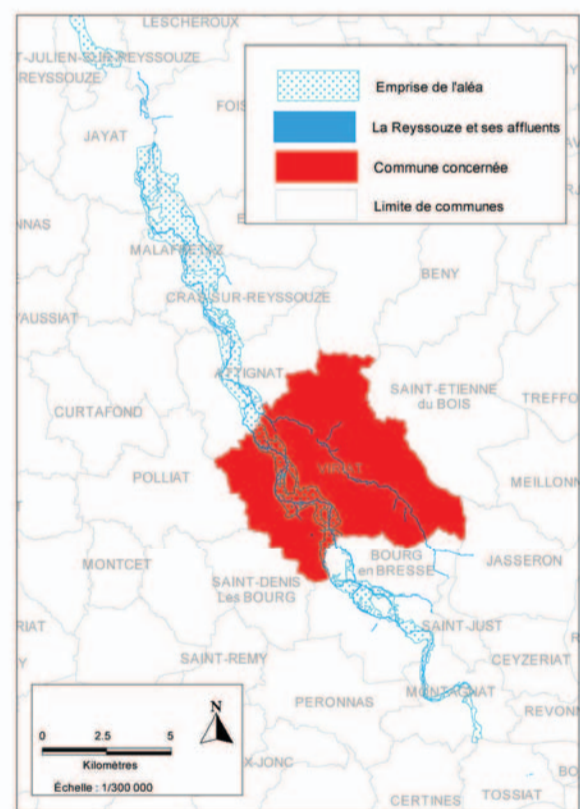 LESCHEROUX
T-JULIEN-SUR-REYSSOUZE
REYSSOUZE
FOIS
JAYAT
Emprise de l'aléa
La Reyssouze et ses affluents
Commune concernée
Limite de communes
NNAS
MALAFRETAZ
BENY
CRAS-SUR-REYSSOUZE
AUSSIAT
ATTIGNAT
SAINT-ETIENNE
du BOIS
TREFFO
CURTAFOND
VIRIAT
POLLIAT
MEILLONN
MONTCET
BOURG
en BRESSE
JASSERON
SAINT-DENIS
Les BOURG
RIAT
SAINT-JUST
SAINT-REMY
CEYZERIAT
MONTAGNAT
PERONNAS
REVONN
N
0 2.5 5
Kilomètres
Échelle : 1/300 000
X-JONC
BO
CERTINES
TOSSIAT